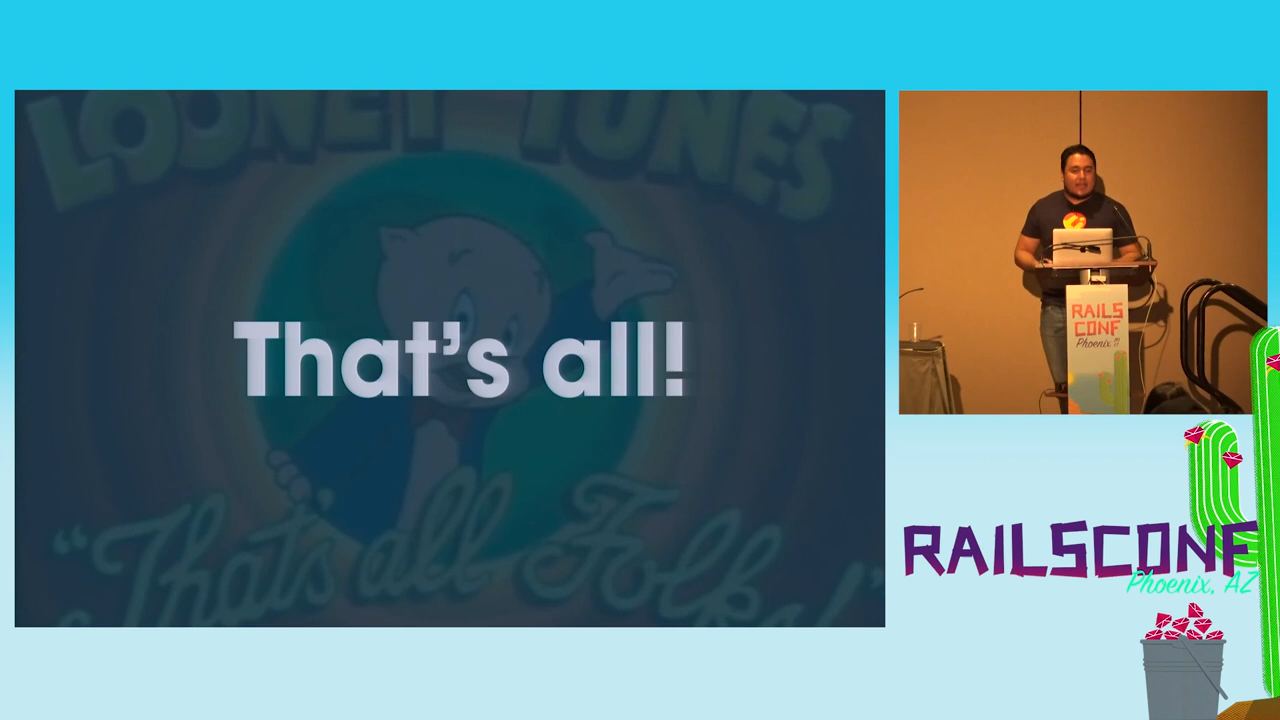 LOONEY TUNES
That's all!
"That's all Folks!"
RAILS
CONF
Phoenix
RAILSCONF
Phoenix, AZ